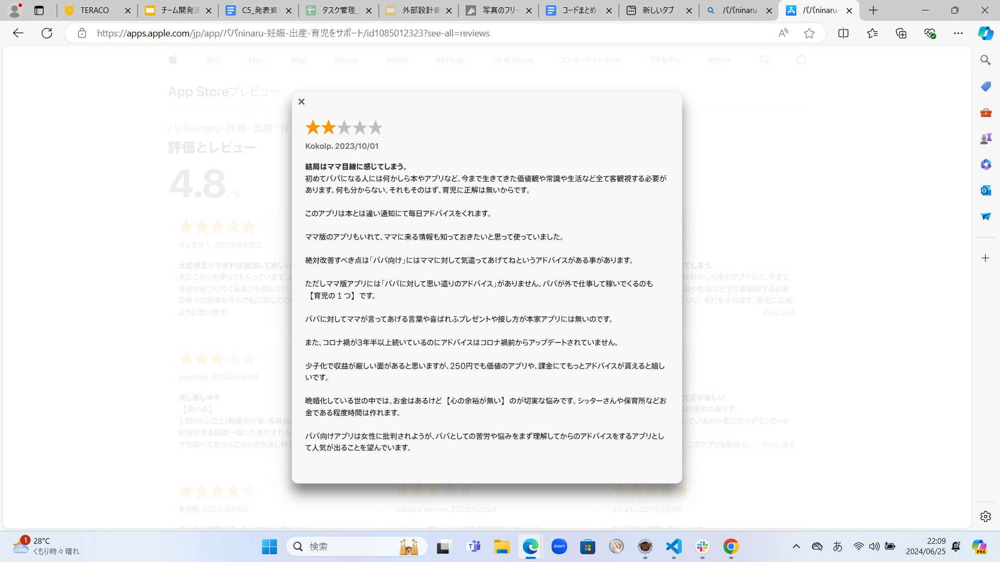 TERACO
チーム開発演
C5_発表資
タスク管理_
外部設計書
写真のフリー
コードまとめ
新しいタブ
パパninaru
パパninaru-
https://apps.apple.com/jp/app/パパninaru-妊娠-出産-育児をサポート/id1085012323?see-all=reviews
ストア Mac iPad iPhone Watch AirPods TV & Home エンターテインメント アクセサリ サポート
App Storeプレビュー
パパninaru-妊娠・出産・育
評価とレビュー
4.8/5
ぴよすけ*、2020/04/22
大変満足◎できれば追加して欲しい
夫にこちらを使ってもらっています。
る日が近づいてくる喜びも感じてい
の色々な記事を呼んで私に対しての
ように思います。
yaetaka、2024/05/06
良し悪し半々
【良い点】
1.知りたいこと(制度や行事、保育園
記事がある程度一覧して表示される
ザで調べてあちらこちら行き来し時
多分雨、2024/03/03
Kokolp、2023/10/01
結局はママ目線に感じてしまう。
初めてパパになる人には何かしら本やアプリなど、今まで生きてきた価値観や常識や生活など全て客観視する必要が
あります。何も分からない、それもそのはず、育児に正解は無いからです。
このアプリは本とは違い通知にて毎日アドバイスをくれます。
ママ版のアプリもいれて、ママに来る情報も知っておきたいと思って使っていました。
絶対改善すべき点は「パパ向け」にはママに対して気遣ってあげてねというアドバイスがある事があります。
ただしママ版アプリには「パパに対して思い遣りのアドバイス」がありません。パパが外で仕事して稼いでくるのも
【育児の１つ】です。
パパに対してママが言ってあげる言葉や喜ばれふプレゼントや接し方が本家アプリには無いのです。
また、コロナ禍が3年半以上続いているのにアドバイスはコロナ禍前からアップデートされていません。
少子化で収益が厳しい面があると思いますが、250円でも価値のアプリや、課金にてもっとアドバイスが貰えると嬉し
いです。
晩婚化している世の中では、お金はあるけど【心の余裕が無い】のが切実な悩みです。シッターさんや保育所などお
金である程度時間は作れます。
パパ向けアプリは女性に批判されようが、パパとしての苦労や悩みをまず理解してからのアドバイスをするアプリとし
て人気が出ることを望んでいます。
GGRed Velvet、2020/03/24
てしまう。
は何かしら本やアプリなど、今まで
識や生活など全て客観視する必要
らない、それもそのはず、育児に正解
さらに見る
文言が欲しい
る妊娠中の者です。
しているのか気になりダウンロード
にこのアプリを勧めると
さらに見る
くにょし、2019/10/05
1
28°C
くもり時々晴れ
検索
zoom
PRE
あ
22:09
2024/06/25